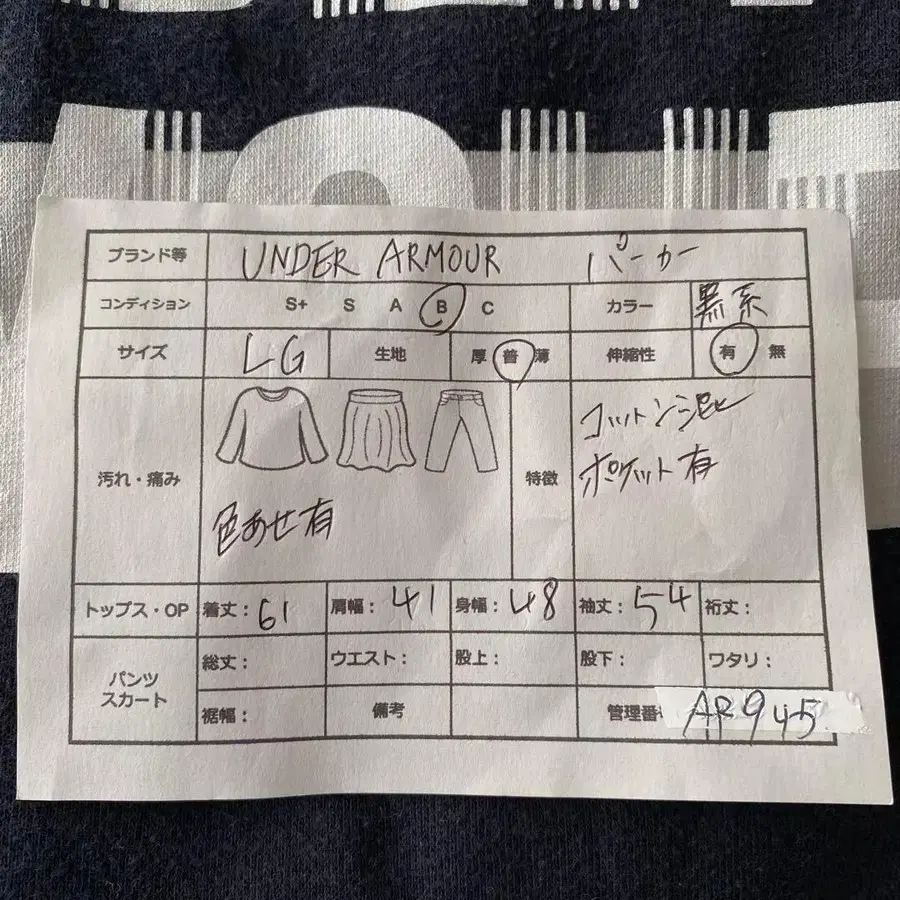 ブランド等 UNDER ARMOUR パーカー
コンディション S+ S A B C カラー 黒系
サイズ LG 生地 厚 普 薄 伸縮性 有 無
汚れ・痛み 色あせ有 特徴 コットン混
ポケット有
トップス・OP 着丈：61 肩幅：41 身幅：48 袖丈：54 裄丈：
パンツ スカート 総丈： ウエスト： 股上： 股下： ワタリ：
裾幅： 備考 管理番 AR945